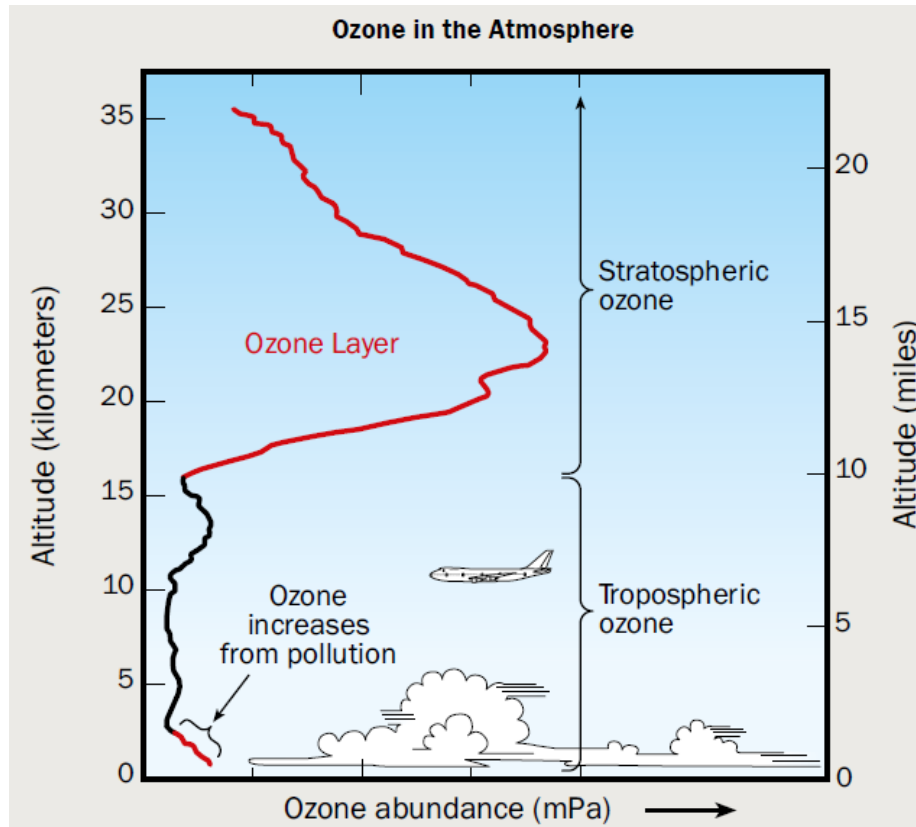 Ozone in the Atmosphere
Altitude (kilometers)
35
30
25
20
15
10
5
0
Ozone Layer
Ozone
increases
from pollution
Stratospheric
ozone
Tropospheric
ozone
20
15
10
5
0
Altitude (miles)
Ozone abundance (mPa)